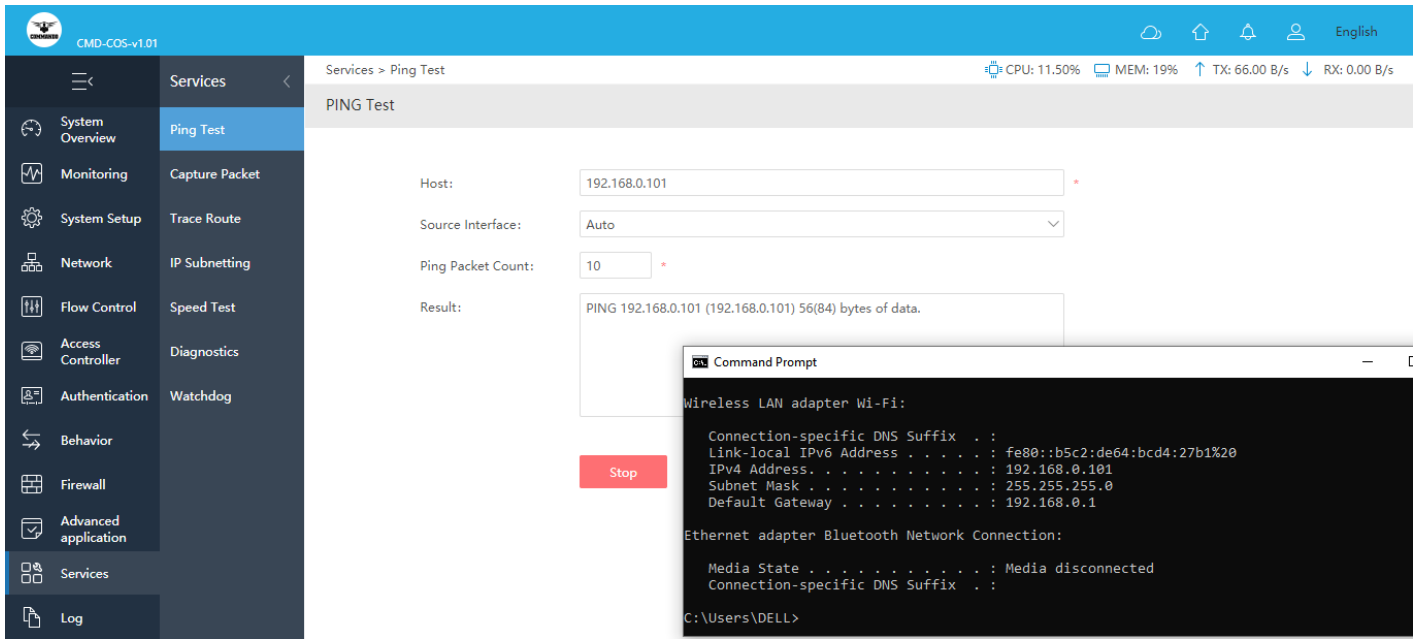 COMMANDO
CMD-COS-v1.01
English
Services
Services > Ping Test
CPU: 11.50% MEM: 19% TX: 66.00 B/s RX: 0.00 B/s
PING Test
System
Overview
Monitoring
System Setup
Network
Flow Control
Access
Controller
Authentication
Behavior
Firewall
Advanced
application
Services
Log
Ping Test
Capture Packet
Trace Route
IP Subnetting
Speed Test
Diagnostics
Watchdog
Host: 192.168.0.101 *
Source Interface: Auto
Ping Packet Count: 10 *
Result: PING 192.168.0.101 (192.168.0.101) 56(84) bytes of data.
Stop
C:\. Command Prompt
Wireless LAN adapter Wi-Fi:
Connection-specific DNS Suffix . :
Link-local IPv6 Address . . . . . : fe80::b5c2:de64:bcd4:27b1%20
IPv4 Address. . . . . . . . . . . : 192.168.0.101
Subnet Mask . . . . . . . . . . . : 255.255.255.0
Default Gateway . . . . . . . . . : 192.168.0.1
Ethernet adapter Bluetooth Network Connection:
Media State . . . . . . . . . . . : Media disconnected
Connection-specific DNS Suffix . :
C:\Users\DELL>